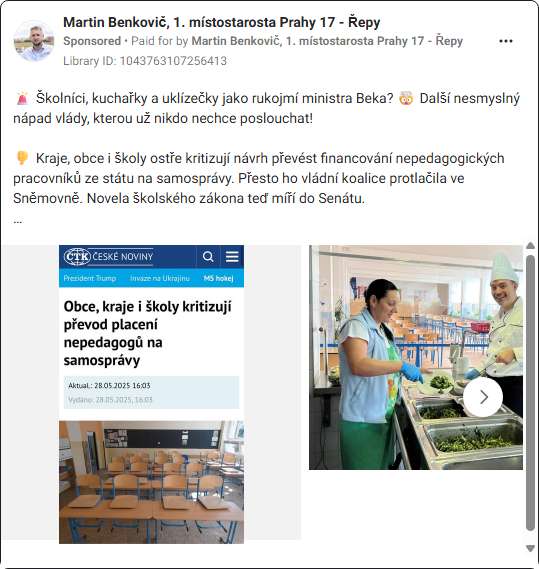 Martin Benkovič, 1. místostarosta Prahy 17 - Řepy
Sponsored • Paid for by Martin Benkovič, 1. místostarosta Prahy 17 - Řepy
Library ID: 1043763107256413
🚨 Školníci, kuchařky a uklízečky jako rukojmí ministra Beka? 🤯 Další nesmyslný
nápad vlády, kterou už nikdo nechce poslouchat!
👎 Kraje, obce i školy ostře kritizují návrh převést financování nepedagogických
pracovníků ze státu na samosprávy. Přesto ho vládní koalice protlačila ve
Sněmovně. Novela školského zákona teď míří do Senátu.
...
ČTK ČESKÉ NOVINY
Prezident Trump Invaze na Ukrajinu MS hokej
Obce, kraje i školy kritizují
převod placení
nepedagogů na
samosprávy
Aktual.: 28.05.2025 16:03
Vydáno: 28.05.2025, 16:03